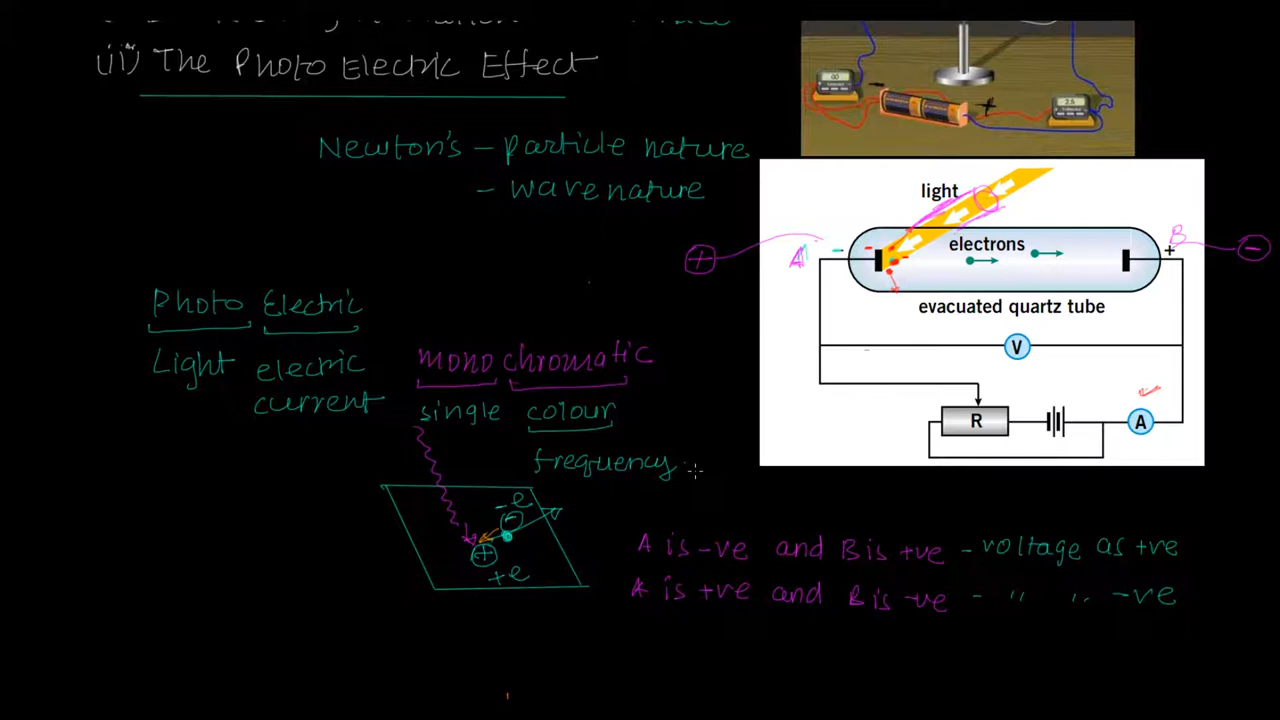 (iii) The Photo Electric Effect
Newton's - particle nature
- wave nature
Photo Electric
Light electric
current
mono chromatic
single colour
frequency
-e
+
+e
light
A - electrons B +
+ -
evacuated quartz tube
V
R
A
A is -ve and B is +ve - voltage as +ve
A is +ve and B is -ve - " " -ve
- +